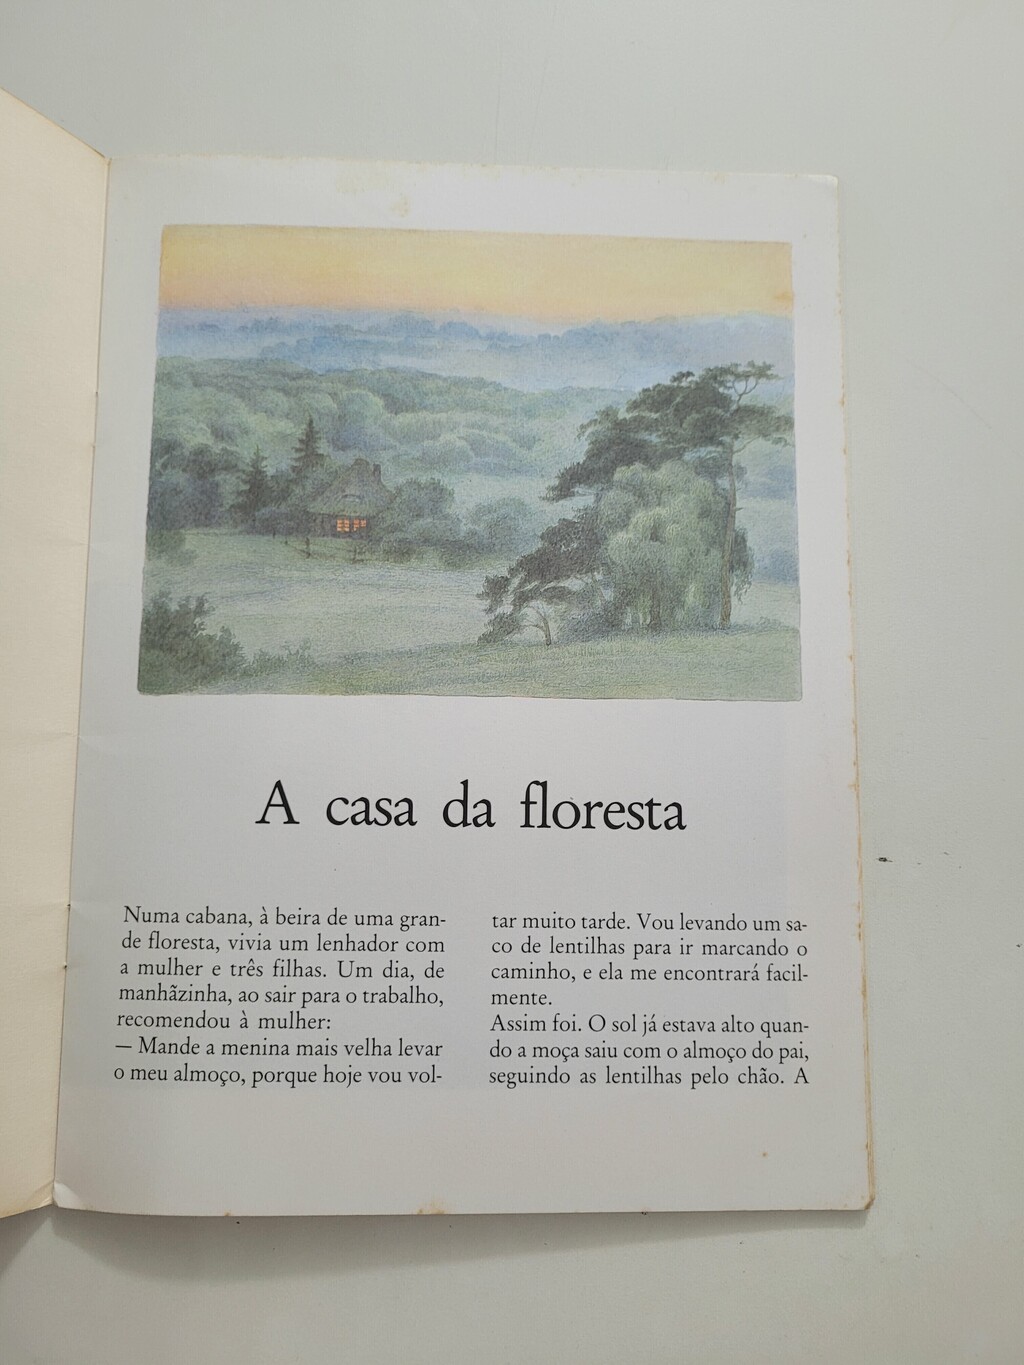 A casa da floresta
Numa cabana, à beira de uma gran-
de floresta, vivia um lenhador com
a mulher e três filhas. Um dia, de
manhãzinha, ao sair para o trabalho,
recomendou à mulher:
— Mande a menina mais velha levar
o meu almoço, porque hoje vou vol-
tar muito tarde. Vou levando um sa-
co de lentilhas para ir marcando o
caminho, e ela me encontrará facil-
mente.
Assim foi. O sol já estava alto quan-
do a moça saiu com o almoço do pai,
seguindo as lentilhas pelo chão. A